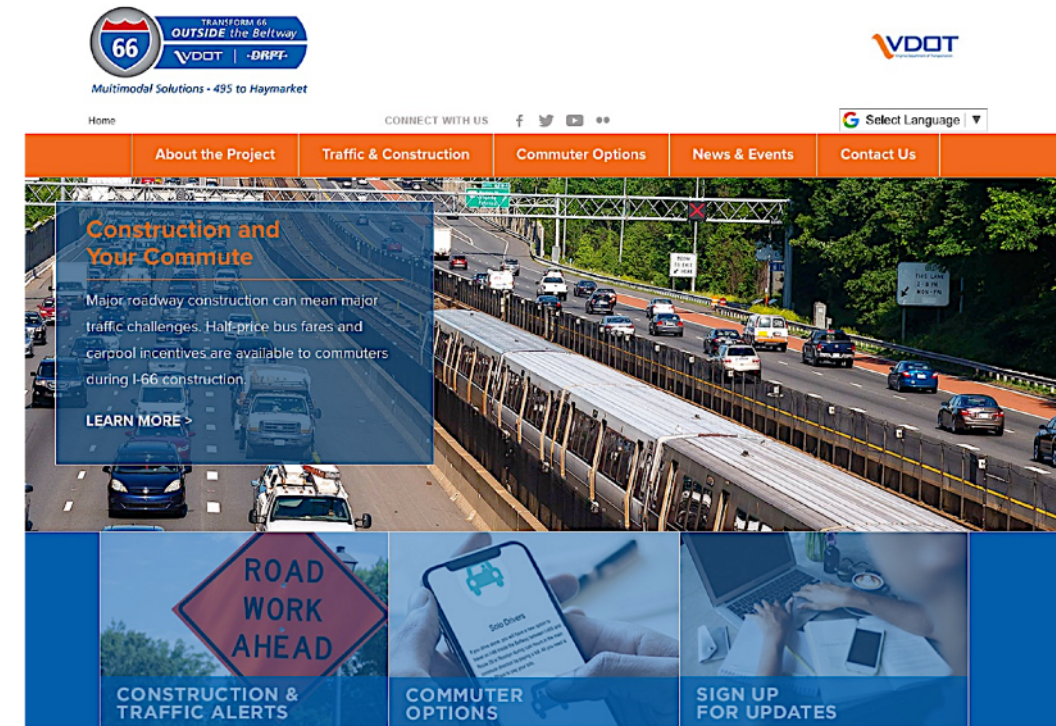 66
TRANSFORM 66
OUTSIDE the Beltway
VDOT | DRPT
Multimodal Solutions - 495 to Haymarket
VDOT
Home
CONNECT WITH US
G Select Language ▼
About the Project
Traffic & Construction
Commuter Options
News & Events
Contact Us
Construction and
Your Commute
Major roadway construction can mean major
traffic challenges. Half-price bus fares and
carpool incentives are available to commuters
during I-66 construction.
LEARN MORE >
THIS LANE
ROAD
WORK
AHEAD
Solo Drivers
CONSTRUCTION &
TRAFFIC ALERTS
COMMUTER
OPTIONS
SIGN UP
FOR UPDATES